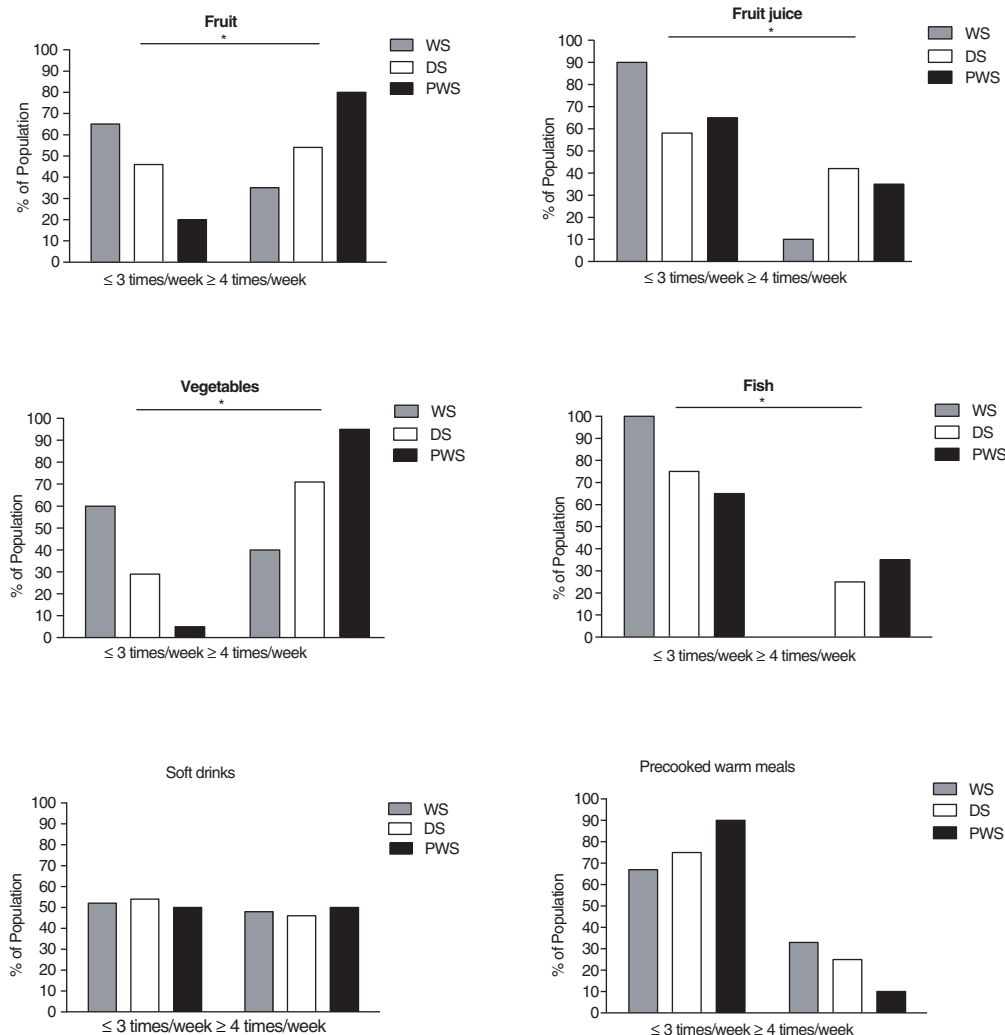 Fruit
*
WS
DS
PWS
% of Population
100
90
80
70
60
50
40
30
20
10
0
≤ 3 times/week ≥ 4 times/week
Fruit juice
*
WS
DS
PWS
% of Population
100
90
80
70
60
50
40
30
20
10
0
≤ 3 times/week ≥ 4 times/week
Vegetables
*
WS
DS
PWS
% of Population
100
90
80
70
60
50
40
30
20
10
0
≤ 3 times/week ≥ 4 times/week
Fish
*
WS
DS
PWS
% of Population
100
90
80
70
60
50
40
30
20
10
0
≤ 3 times/week ≥ 4 times/week
Soft drinks
WS
DS
PWS
% of Population
100
90
80
70
60
50
40
30
20
10
0
≤ 3 times/week ≥ 4 times/week
Precooked warm meals
WS
DS
PWS
% of Population
100
90
80
70
60
50
40
30
20
10
0
≤ 3 times/week ≥ 4 times/week